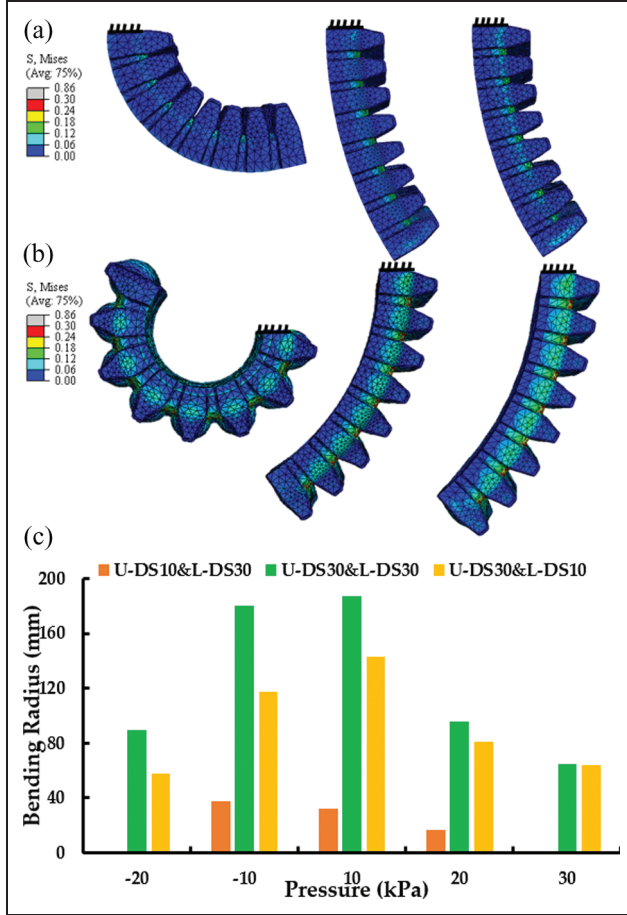 (a)
S, Mises
(Avg: 75%)
0.86
0.30
0.24
0.18
0.12
0.06
0.00
(b)
S, Mises
(Avg: 75%)
0.86
0.30
0.24
0.18
0.12
0.06
0.00
(c)
U-DS10&L-DS30 U-DS30&L-DS30 U-DS30&L-DS10
200
160
120
80
40
0
Bending Radius (mm)
-20 -10 10 20 30
Pressure (kPa)